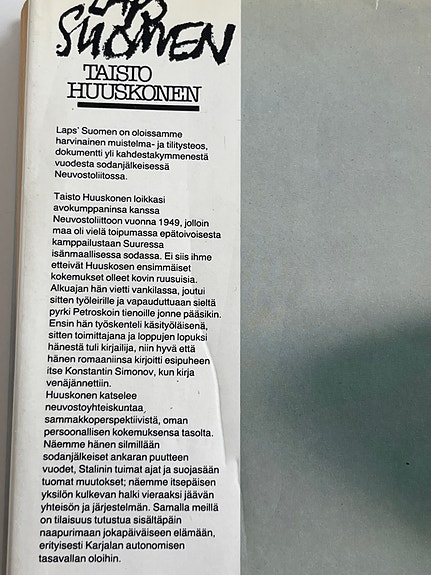 LAPS
SUOMEN
TAISTO
HUUSKONEN
Laps' Suomen on oloissamme
harvinainen muistelma- ja tilitysteos,
dokumentti yli kahdestakymmenestä
vuodesta sodanjälkeisessä
Neuvostoliitossa.
Taisto Huuskonen loikkasi
avokumppaninsa kanssa
Neuvostoliittoon vuonna 1949, jolloin
maa oli vielä toipumassa epätoivoisesta
kamppailustaan Suuressa
isänmaallisessa sodassa. Ei siis ihme
etteivät Huuskosen ensimmäiset
kokemukset olleet kovin ruusuisia.
Alkuajan hän vietti vankilassa, joutui
sitten työleirille ja vapauduttuaan sieltä
pyrki Petroskoin tienoille jonne pääsikin.
Ensin hän työskenteli käsityöläisenä,
sitten toimittajana ja loppujen lopuksi
hänestä tuli kirjailija, niin hyvä että
hänen romaaniinsa kirjoitti esipuheen
itse Konstantin Simonov, kun kirja
venäjännettiin.
Huuskonen katselee
neuvostoyhteiskuntaa
sammakkoperspektiivistä, oman
persoonallisen kokemuksensa tasolta.
Näemme hänen silmillään
sodanjälkeiset ankaran puutteen
vuodet, Stalinin tuimat ajat ja suojasään
tuomat muutokset; näemme itsepäisen
yksilön kulkevan halki vieraaksi jäävän
yhteisön ja järjestelmän. Samalla meillä
on tilaisuus tutustua sisältäpäin
naapurimaan jokapäiväiseen elämään,
erityisesti Karjalan autonomisen
tasavallan oloihin.